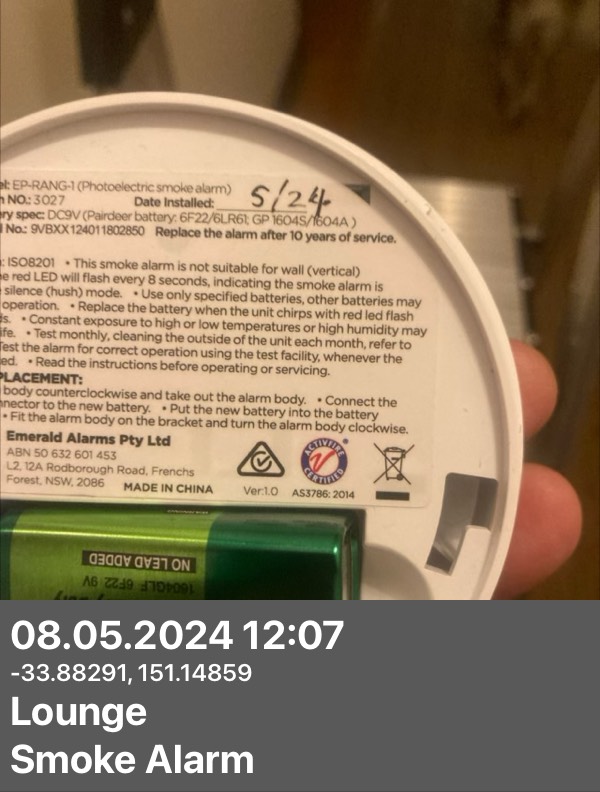 el: EP-RANG-1 (Photoelectric smoke alarm)
h NO.: 3027 Date Installed: 5/24
ery spec: DC9V (Pairdeer battery: 6F22/6LR61; GP 1604S/1604A )
l No.: 9VBXX124011802850 Replace the alarm after 10 years of service.
: ISO8201 • This smoke alarm is not suitable for wall (vertical)
e red LED will flash every 8 seconds, indicating the smoke alarm is
silence (hush) mode. • Use only specified batteries, other batteries may
operation. • Replace the battery when the unit chirps with red led flash
ds. • Constant exposure to high or low temperatures or high humidity may
ife. • Test monthly, cleaning the outside of the unit each month, refer to
Test the alarm for correct operation using the test facility, whenever the
ed. • Read the instructions before operating or servicing.
PLACEMENT:
body counterclockwise and take out the alarm body. • Connect the
nnector to the new battery. • Put the new battery into the battery
• Fit the alarm body on the bracket and turn the alarm body clockwise.
Emerald Alarms Pty Ltd
ABN 50 632 601 453
L2, 12A Rodborough Road, Frenchs
Forest, NSW, 2086 MADE IN CHINA
ACTIVFIRE
CERTIFIED
Ver:1.0 AS3786: 2014
NO LEAD ADDED
1604GLF 6F22 9V
08.05.2024 12:07
-33.88291, 151.14859
Lounge
Smoke Alarm